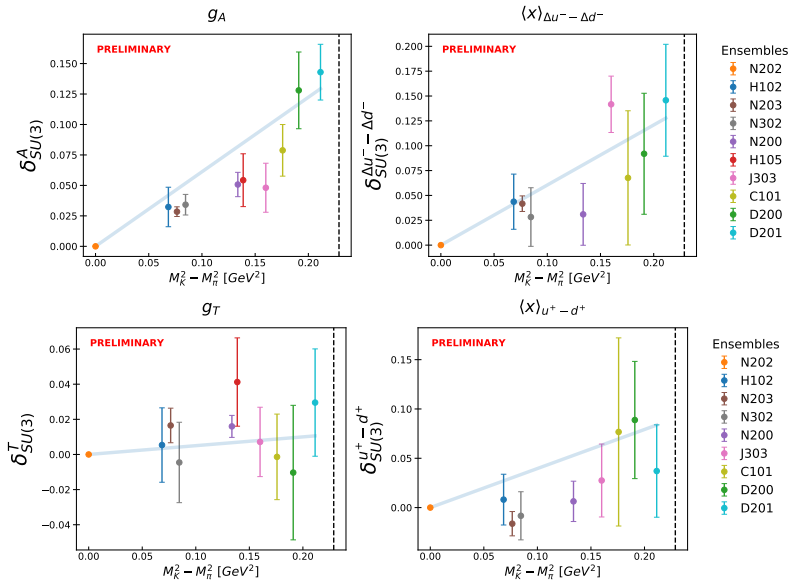 g_A
PRELIMINARY
δ^A_{SU(3)}
0.150
0.125
0.100
0.075
0.050
0.025
0.000
0.00 0.05 0.10 0.15 0.20
M_K^2 − M_π^2 [GeV^2]
⟨x⟩_{Δu^- − Δd^-}
PRELIMINARY
δ^{Δu^- − Δd^-}_{SU(3)}
0.200
0.175
0.150
0.125
0.100
0.075
0.050
0.025
0.000
0.00 0.05 0.10 0.15 0.20
M_K^2 − M_π^2 [GeV^2]
Ensembles
N202
H102
N203
N302
N200
H105
J303
C101
D200
D201
g_T
PRELIMINARY
δ^T_{SU(3)}
0.06
0.04
0.02
0.00
−0.02
−0.04
0.00 0.05 0.10 0.15 0.20
M_K^2 − M_π^2 [GeV^2]
⟨x⟩_{u^+ − d^+}
PRELIMINARY
δ^{u^+ − d^+}_{SU(3)}
0.15
0.10
0.05
0.00
0.00 0.05 0.10 0.15 0.20
M_K^2 − M_π^2 [GeV^2]
Ensembles
N202
H102
N203
N302
N200
J303
C101
D200
D201